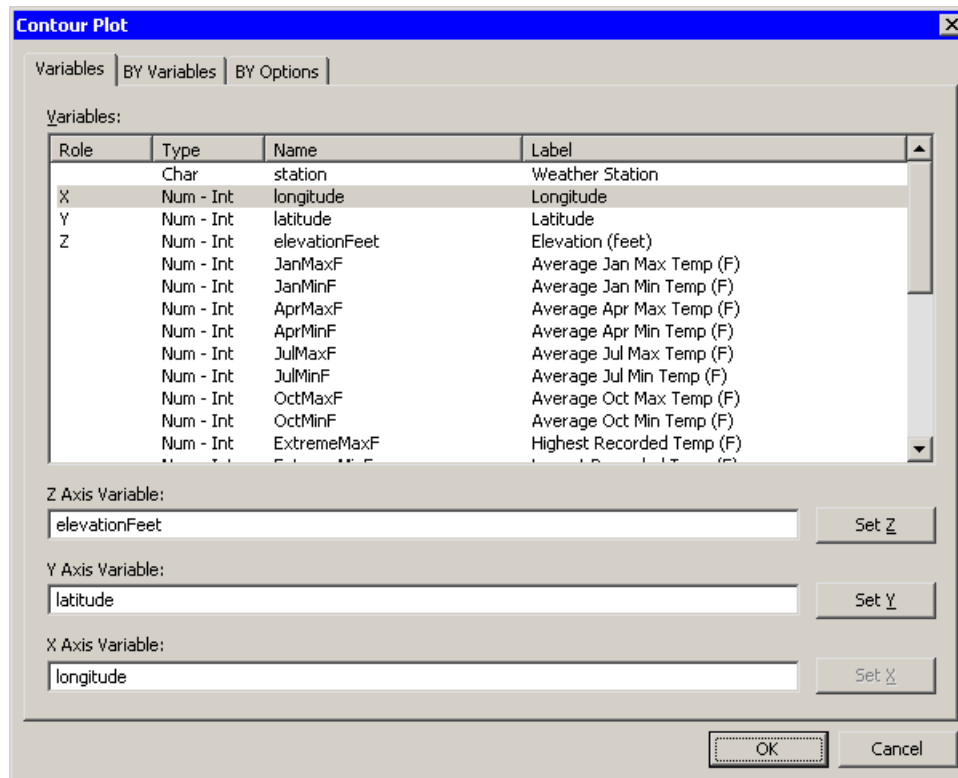 Contour Plot
Variables BY Variables BY Options
Variables:
Role Type Name Label
Char station Weather Station
X Num - Int longitude Longitude
Y Num - Int latitude Latitude
Z Num - Int elevationFeet Elevation (feet)
Num - Int JanMaxF Average Jan Max Temp (F)
Num - Int JanMinF Average Jan Min Temp (F)
Num - Int AprMaxF Average Apr Max Temp (F)
Num - Int AprMinF Average Apr Min Temp (F)
Num - Int JulMaxF Average Jul Max Temp (F)
Num - Int JulMinF Average Jul Min Temp (F)
Num - Int OctMaxF Average Oct Max Temp (F)
Num - Int OctMinF Average Oct Min Temp (F)
Num - Int ExtremeMaxF Highest Recorded Temp (F)
Z Axis Variable:
elevationFeet Set Z
Y Axis Variable:
latitude Set Y
X Axis Variable:
longitude Set X
OK Cancel